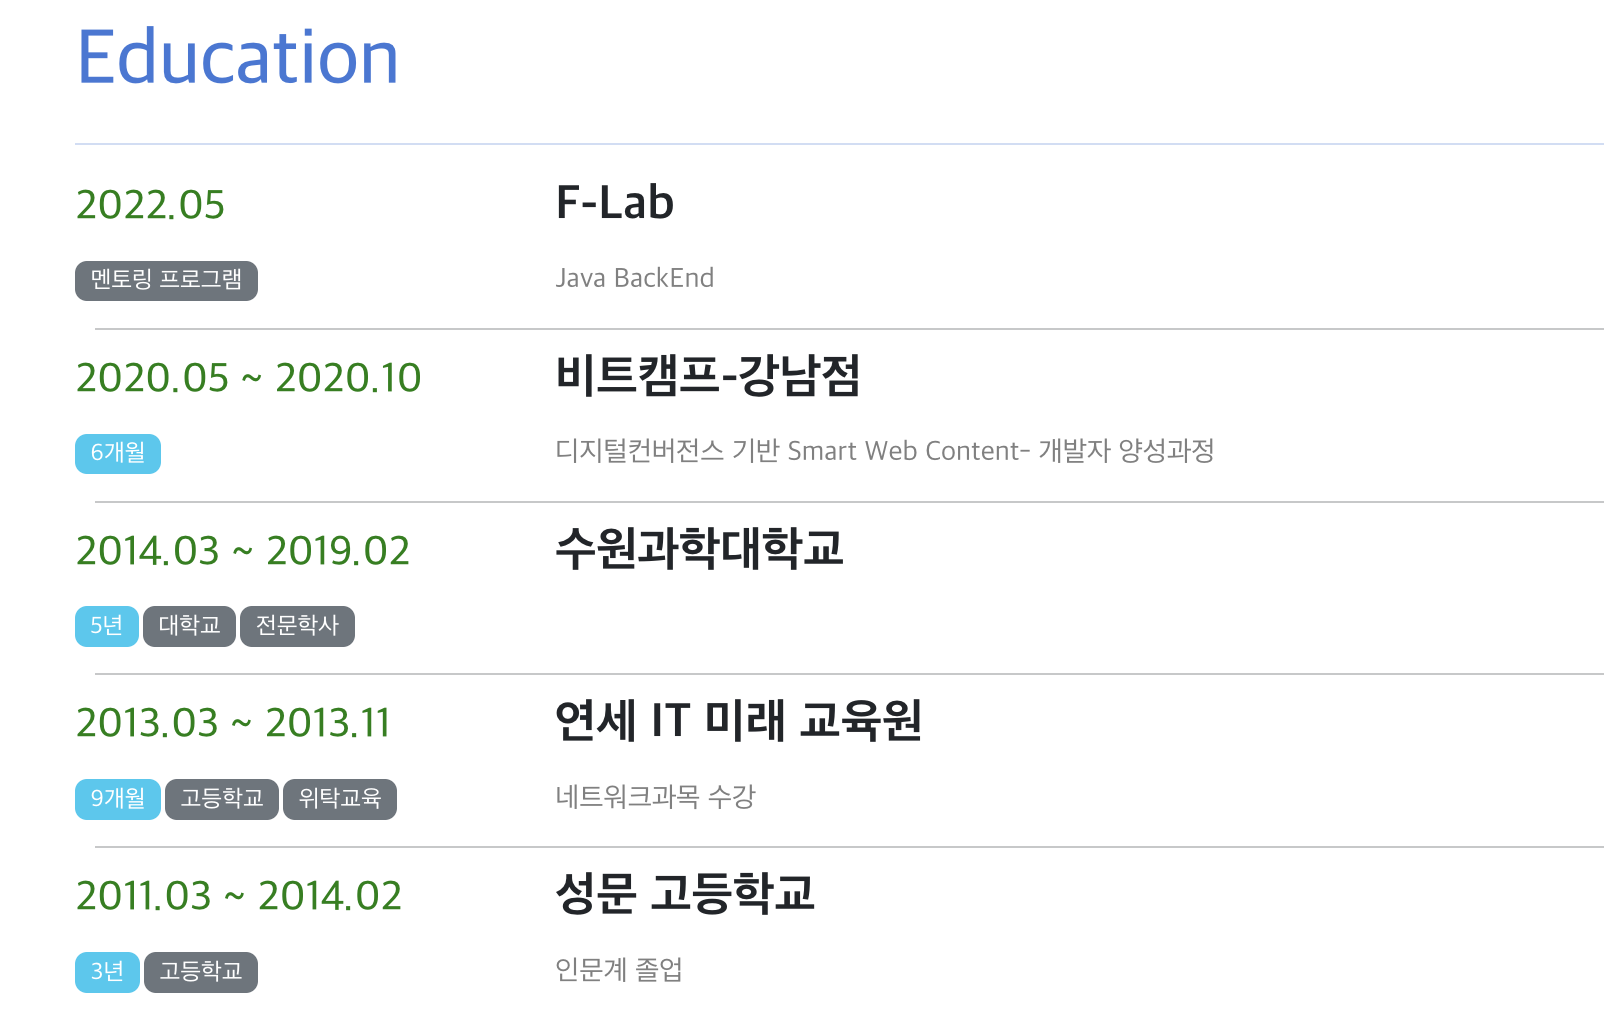 Education
2022.05
F-Lab
멘토링 프로그램
Java BackEnd
2020.05 ~ 2020.10
비트캠프-강남점
6개월
디지털컨버전스 기반 Smart Web Content- 개발자 양성과정
2014.03 ~ 2019.02
수원과학대학교
5년 대학교 전문학사
2013.03 ~ 2013.11
연세 IT 미래 교육원
9개월 고등학교 위탁교육
네트워크과목 수강
2011.03 ~ 2014.02
성문 고등학교
3년 고등학교
인문계 졸업